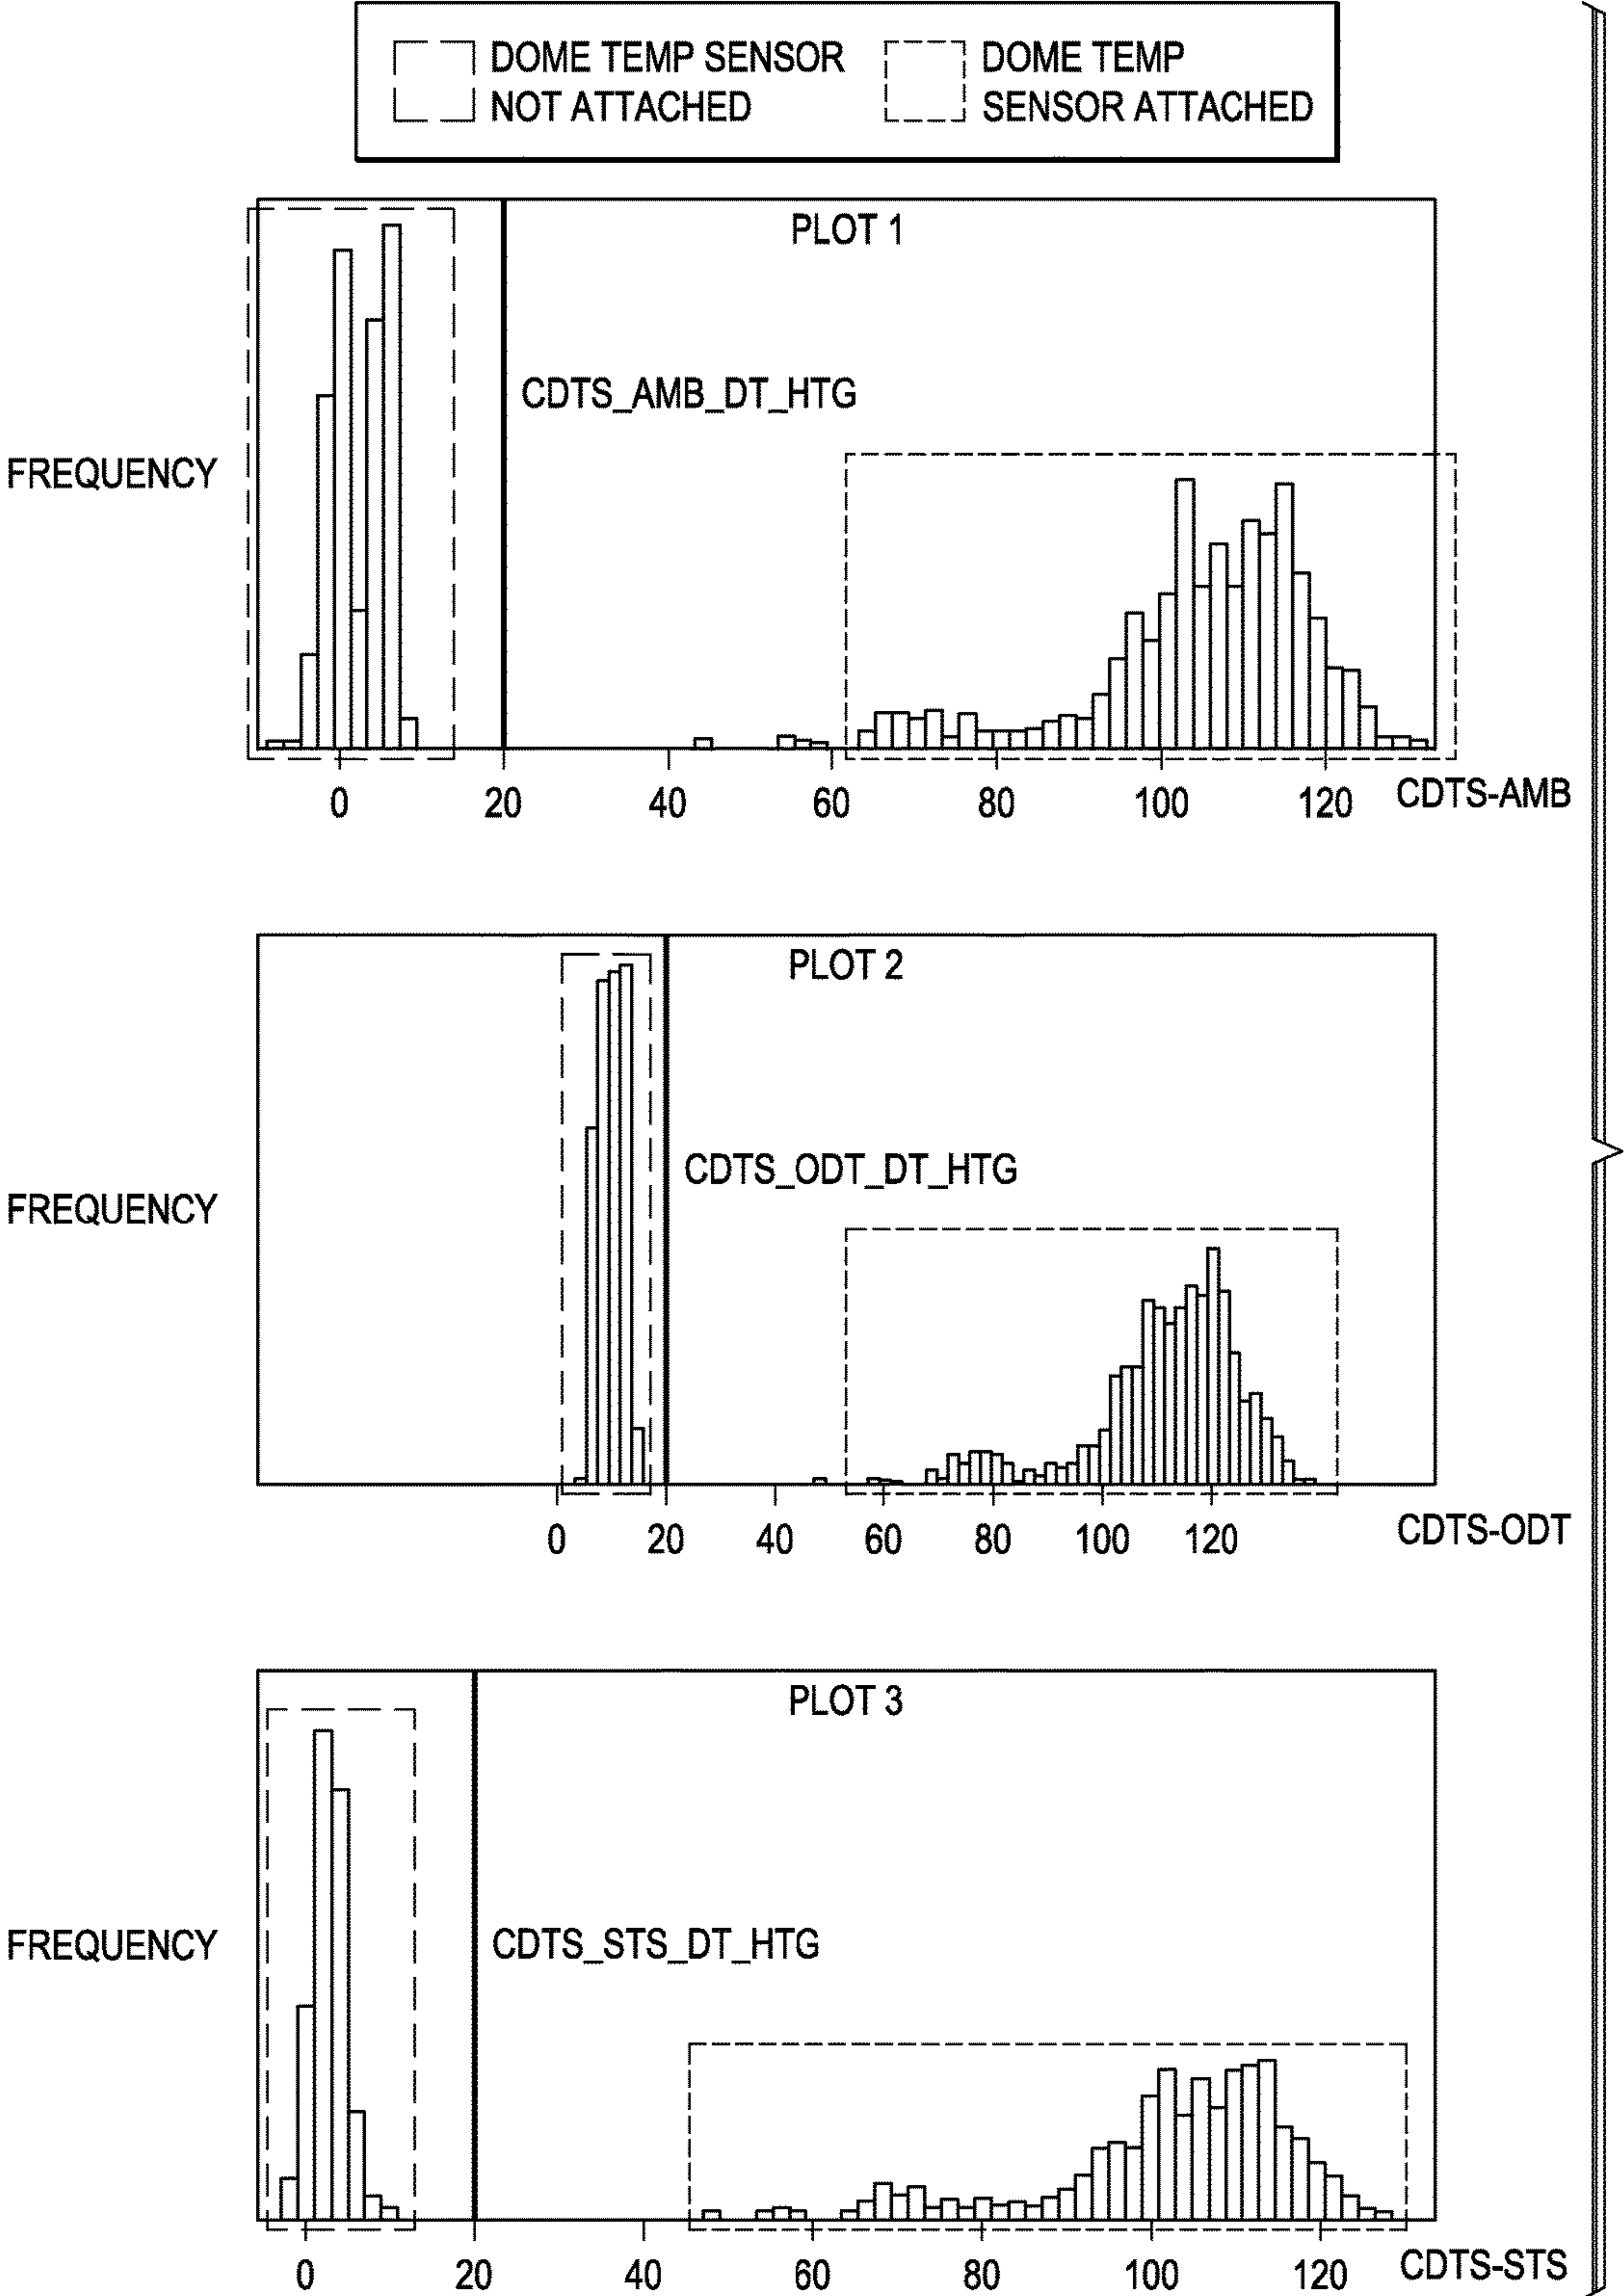 DOME TEMP SENSOR
NOT ATTACHED
DOME TEMP
SENSOR ATTACHED
PLOT 1
CDTS_AMB_DT_HTG
FREQUENCY
0 20 40 60 80 100 120 CDTS-AMB
PLOT 2
CDTS_ODT_DT_HTG
FREQUENCY
0 20 40 60 80 100 120 CDTS-ODT
PLOT 3
FREQUENCY CDTS_STS_DT_HTG
0 20 40 60 80 100 120 CDTS-STS